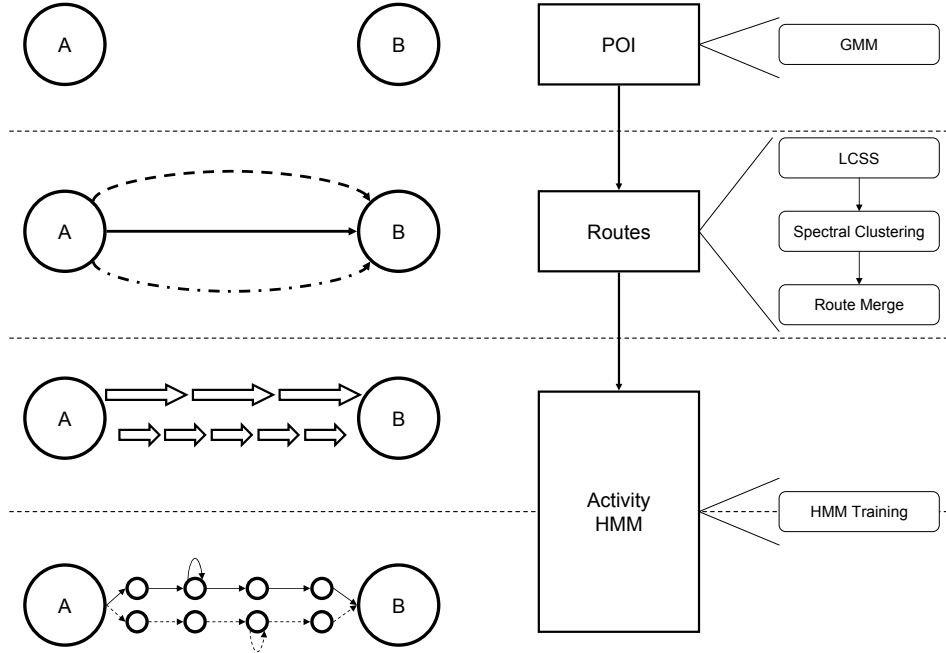 A
B
POI
GMM
LCSS
A
B
Routes
Spectral Clustering
Route Merge
A
B
Activity
HMM
HMM Training
A
B